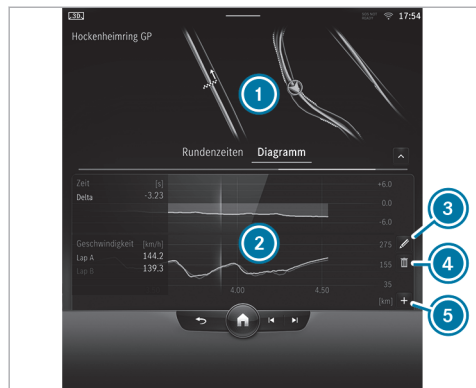 3D
17:54
Hockenheimring GP
1
Rundenzeiten Diagramm
Zeit [s] +6.0
Delta -3.23 0.0
-6.0
3
Geschwindigkeit [km/h] 275
2
Lap A 144.2 155
4
Lap B 139.3
35
4.00 4.50 [km] +
5